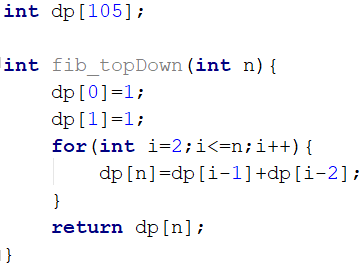 int dp[105];
int fib_topDown(int n){
    dp[0]=1;
    dp[1]=1;
    for(int i=2;i<=n;i++){
        dp[n]=dp[i-1]+dp[i-2];
    }
    return dp[n];
}